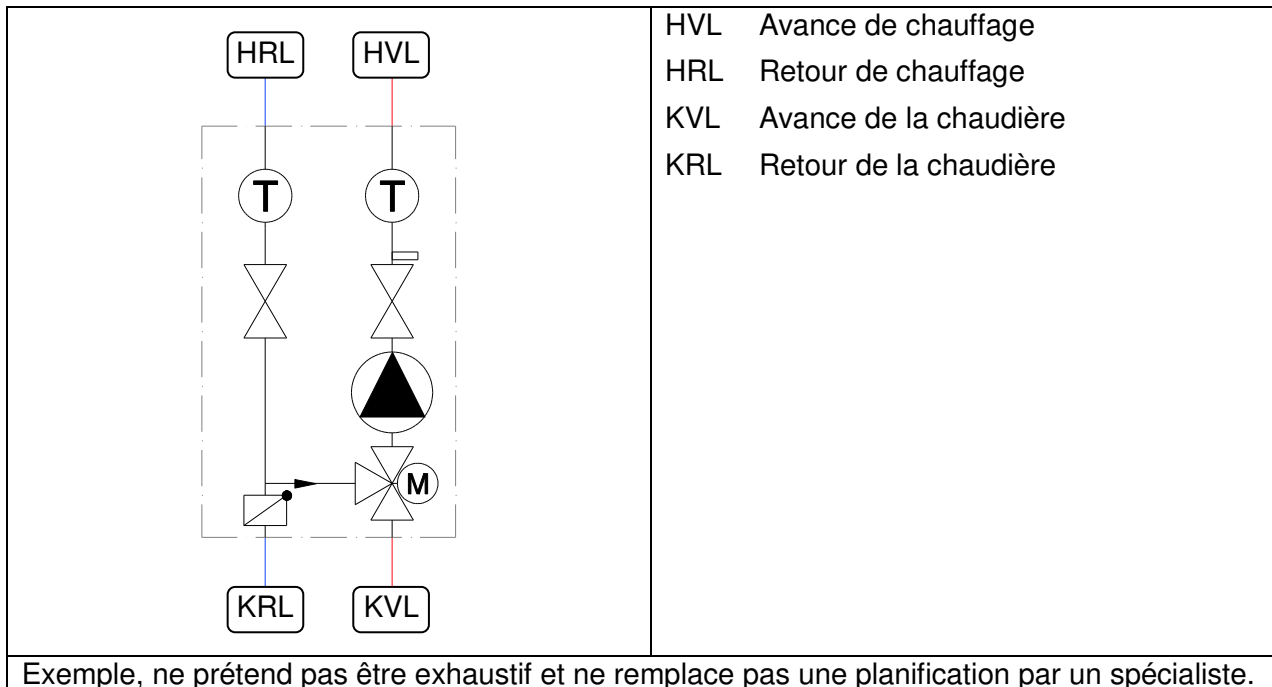 HRL HVL
T T
M
KRL KVL
HVL Avance de chauffage
HRL Retour de chauffage
KVL Avance de la chaudière
KRL Retour de la chaudière
Exemple, ne prétend pas être exhaustif et ne remplace pas une planification par un spécialiste.